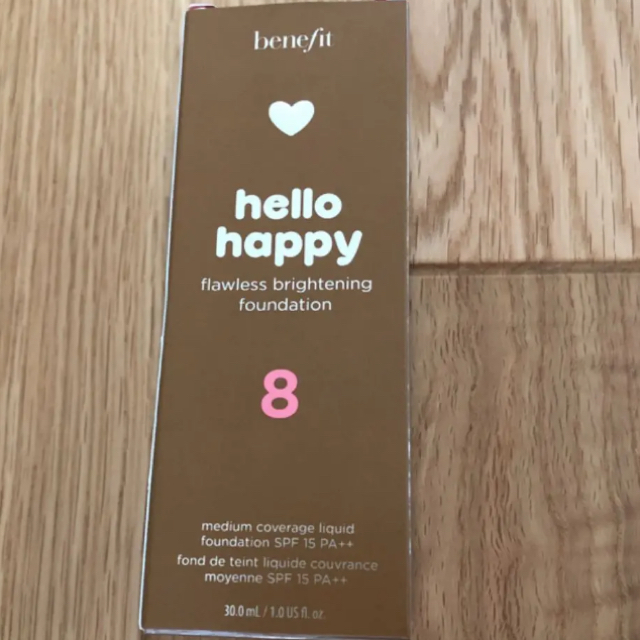 benefit
hello
happy
flawless brightening
foundation
8
medium coverage liquid
foundation SPF 15 PA++
fond de teint liquide couvrance
moyenne SPF 15 PA++
30.0 mL / 1.0 US fl. oz.